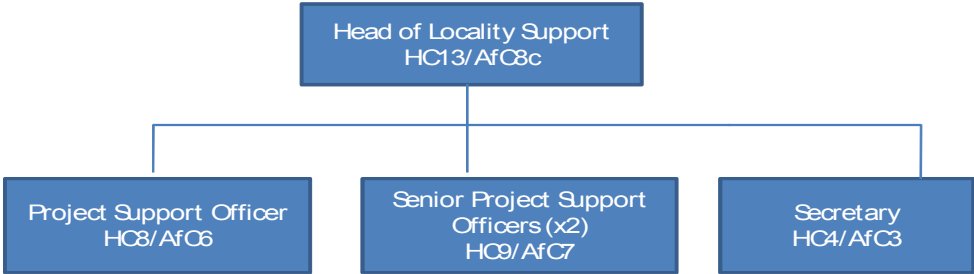 Head of Locality Support
HC13/AfC8c
Project Support Officer
HC8/AfC6
Senior Project Support
Officers (x2)
HC9/AfC7
Secretary
HC4/AfC3